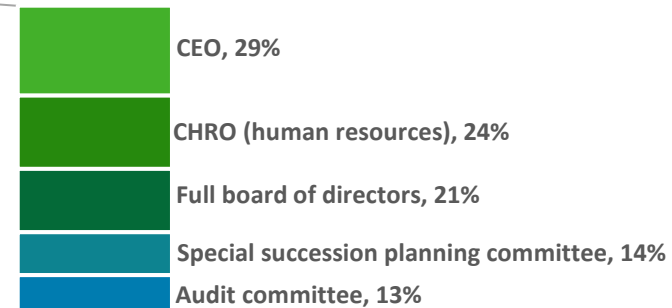 CEO, 29%
CHRO (human resources), 24%
Full board of directors, 21%
Special succession planning committee, 14%
Audit committee, 13%